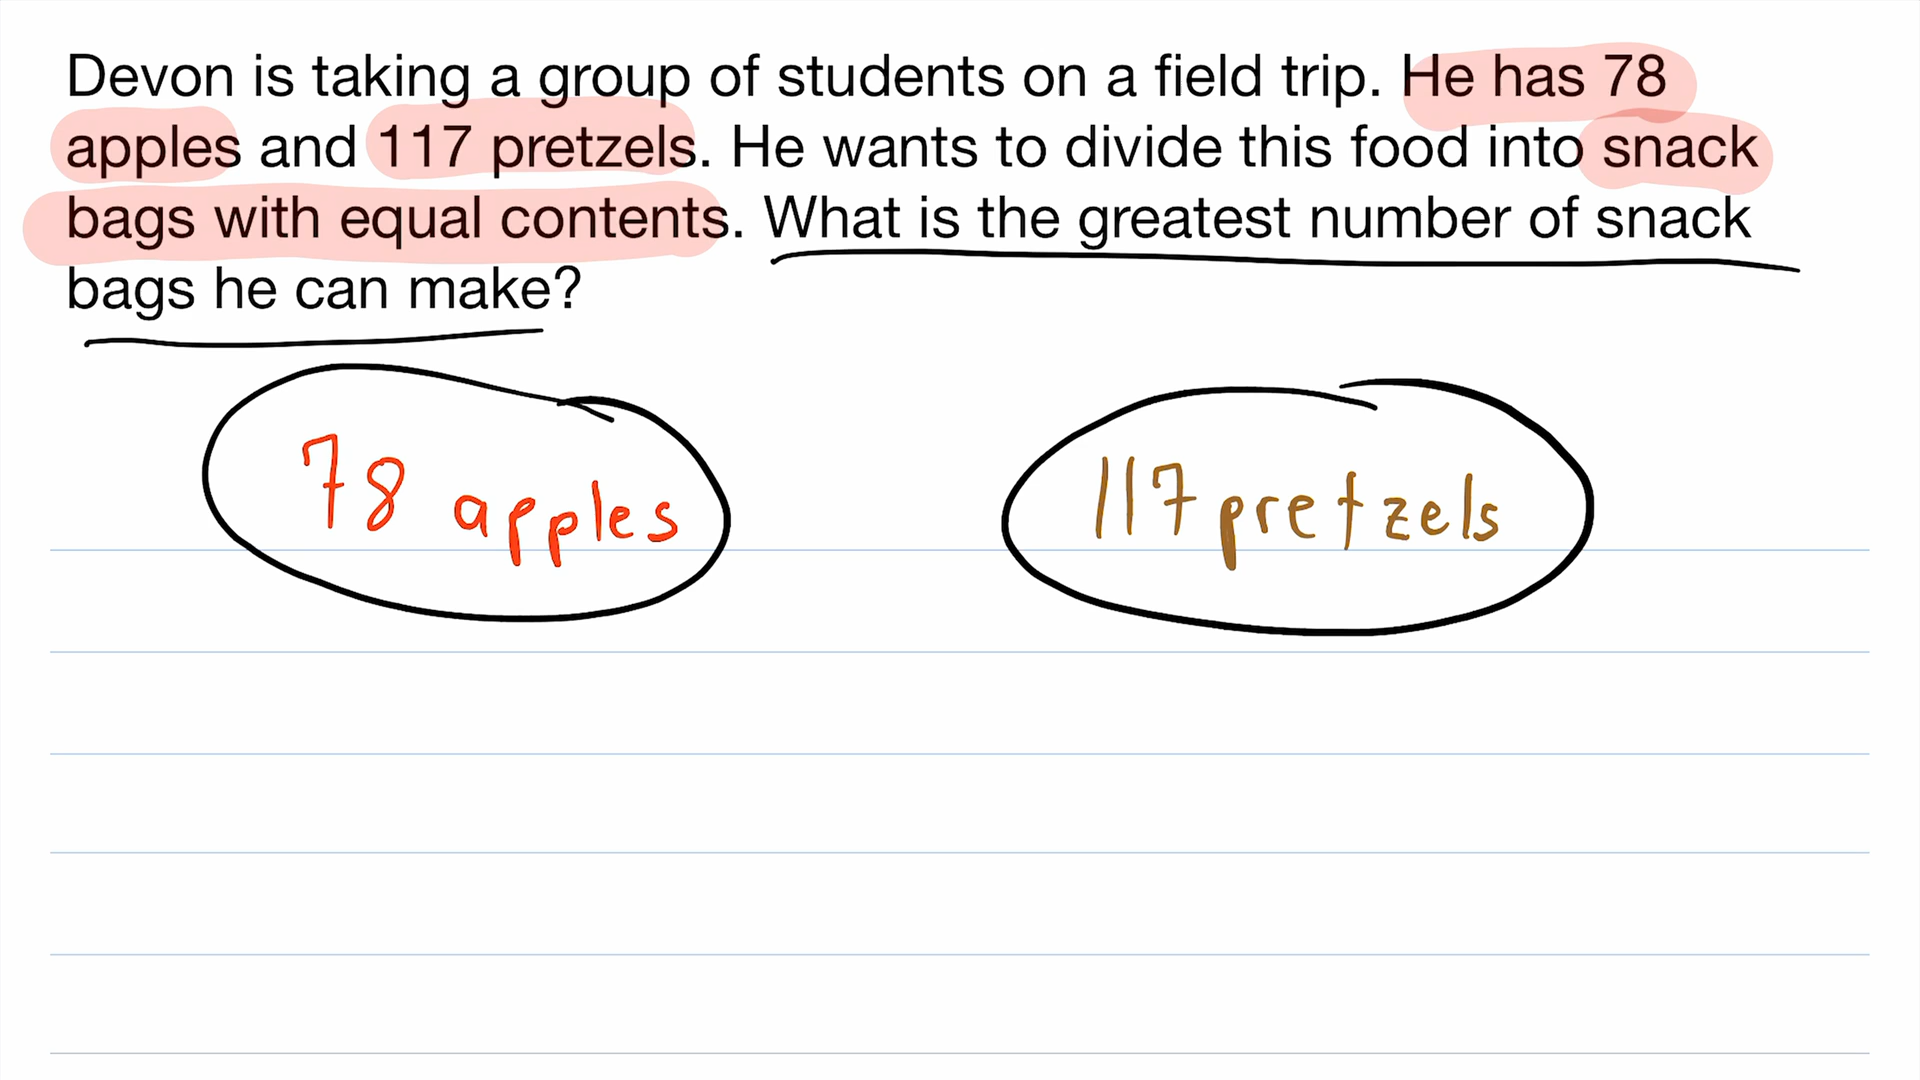 Devon is taking a group of students on a field trip. He has 78
apples and 117 pretzels. He wants to divide this food into snack
bags with equal contents. What is the greatest number of snack
bags he can make?
78 apples
117 pretzels